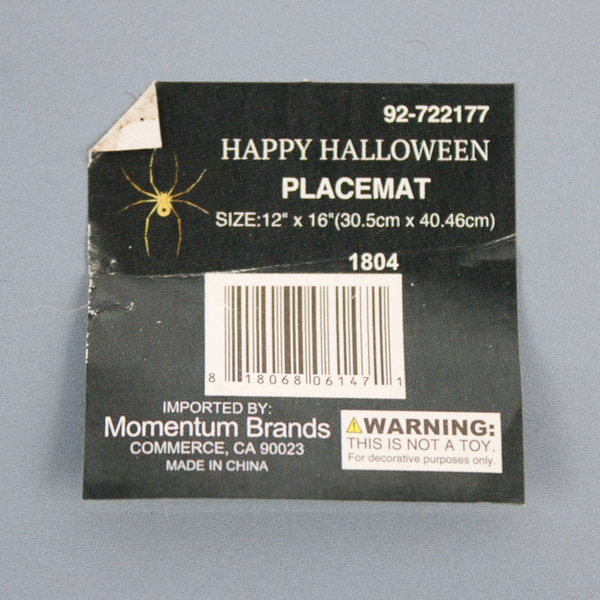 92-722177
HAPPY HALLOWEEN
PLACEMAT
SIZE:12" x 16"(30.5cm x 40.46cm)
1804
8 18068 06147 1
IMPORTED BY:
Momentum Brands
COMMERCE, CA 90023
MADE IN CHINA
WARNING:
THIS IS NOT A TOY.
For decorative purposes only.